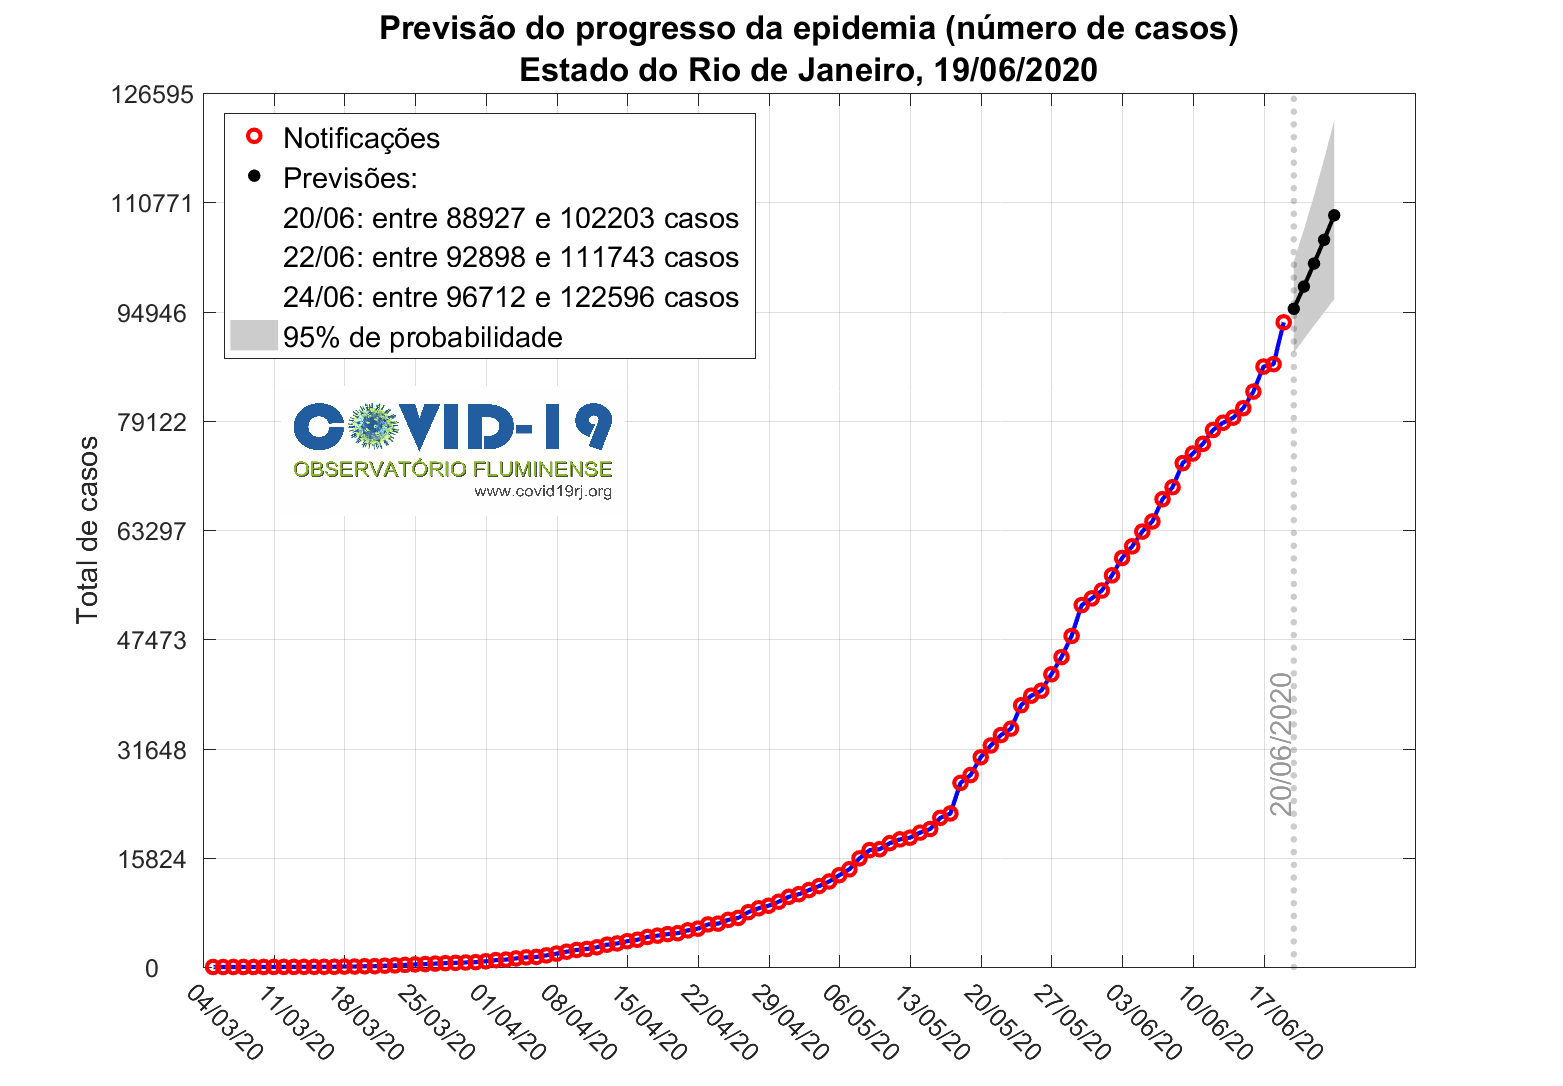 Previsão do progresso da epidemia (número de casos)
Estado do Rio de Janeiro, 19/06/2020
126595
110771
94946
79122
63297
47473
31648
15824
0
Total de casos
Notificações
Previsões:
20/06: entre 88927 e 102203 casos
22/06: entre 92898 e 111743 casos
24/06: entre 96712 e 122596 casos
95% de probabilidade
COVID-19
OBSERVATÓRIO FLUMINENSE
www.covid19rj.org
20/06/2020
04/03/20
11/03/20
18/03/20
25/03/20
01/04/20
08/04/20
15/04/20
22/04/20
29/04/20
06/05/20
13/05/20
20/05/20
27/05/20
03/06/20
10/06/20
17/06/20